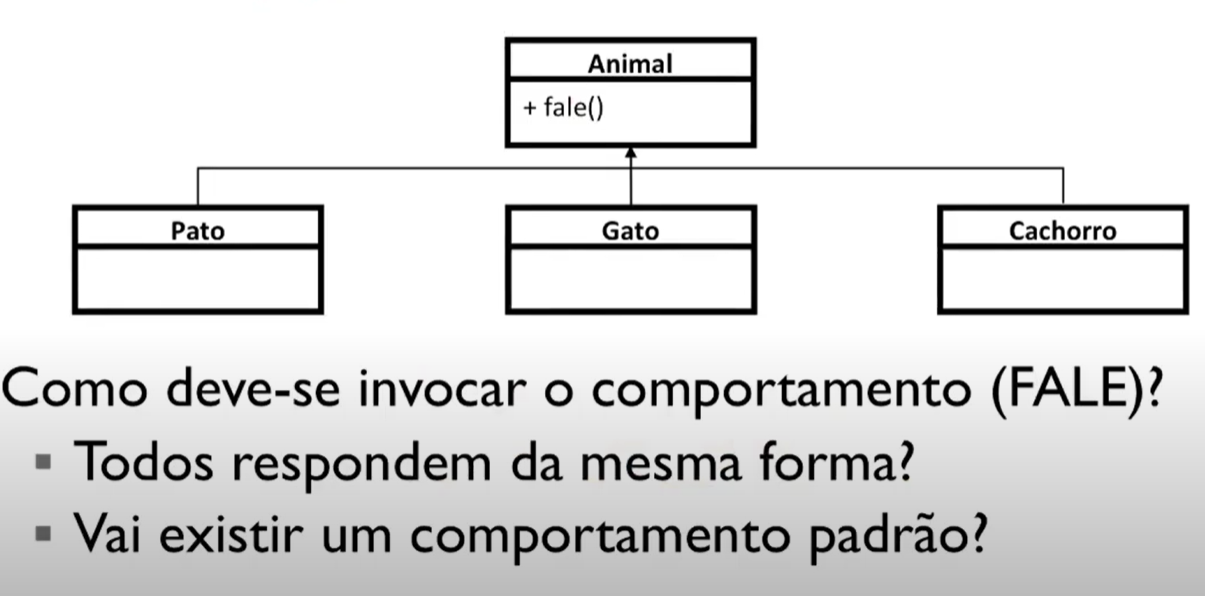 Animal
+ fale()
Pato
Gato
Cachorro
Como deve-se invocar o comportamento (FALE)?
▪ Todos respondem da mesma forma?
▪ Vai existir um comportamento padrão?